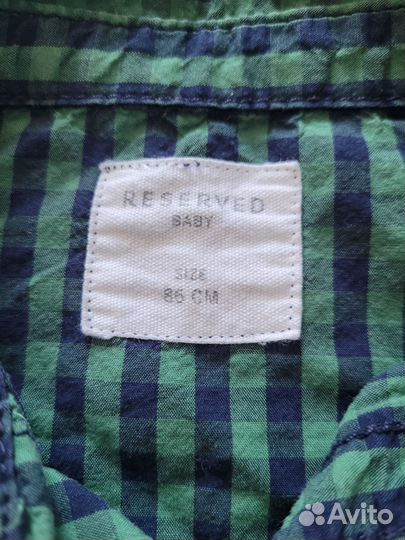 RESERVED
BABY
SIZE
86 CM
Avito